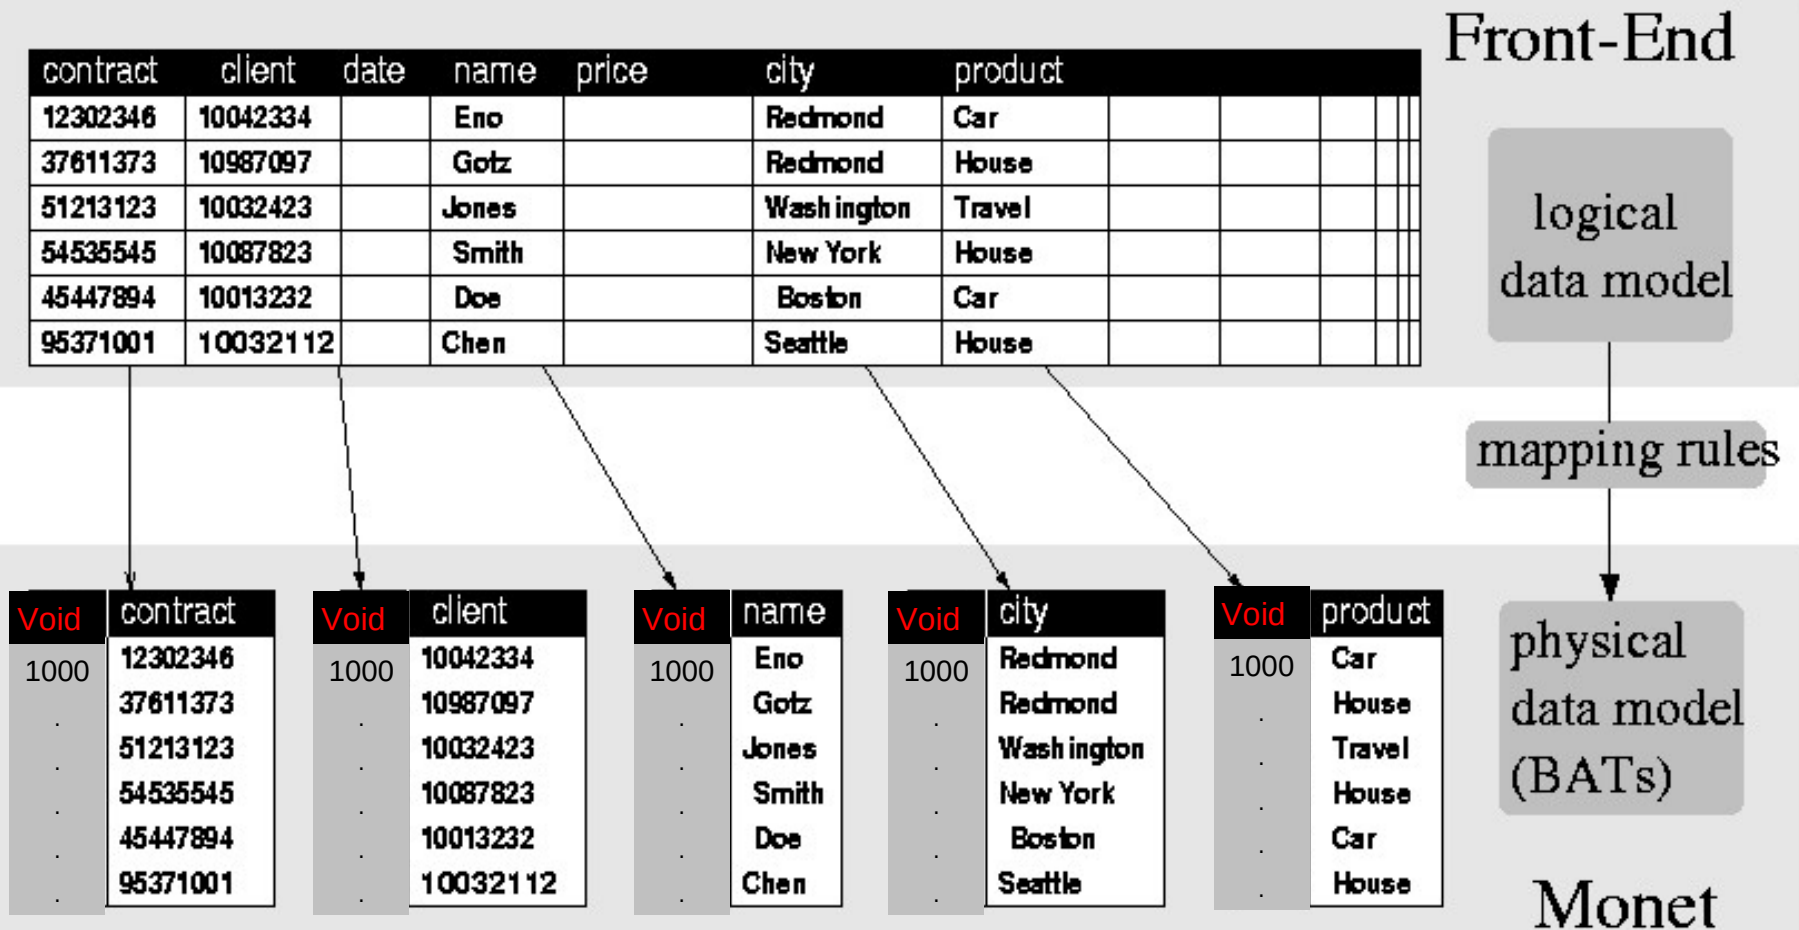 Front-End
contract client date name price city product
12302346 10042334 Eno Redmond Car
37611373 10987097 Gotz Redmond House
51213123 10032423 Jones Washington Travel
54535545 10087823 Smith New York House
45447894 10013232 Doe Boston Car
95371001 10032112 Chen Seattle House
logical
data model
mapping rules
Void contract Void client Void name Void city Void product
1000 12302346 1000 10042334 1000 Eno 1000 Redmond 1000 Car
. 37611373 . 10987097 . Gotz . Redmond . House
. 51213123 . 10032423 . Jones . Washington . Travel
. 54535545 . 10087823 . Smith . New York . House
. 45447894 . 10013232 . Doe . Boston . Car
. 95371001 . 10032112 . Chen . Seattle . House
physical
data model
(BATs)
Monet